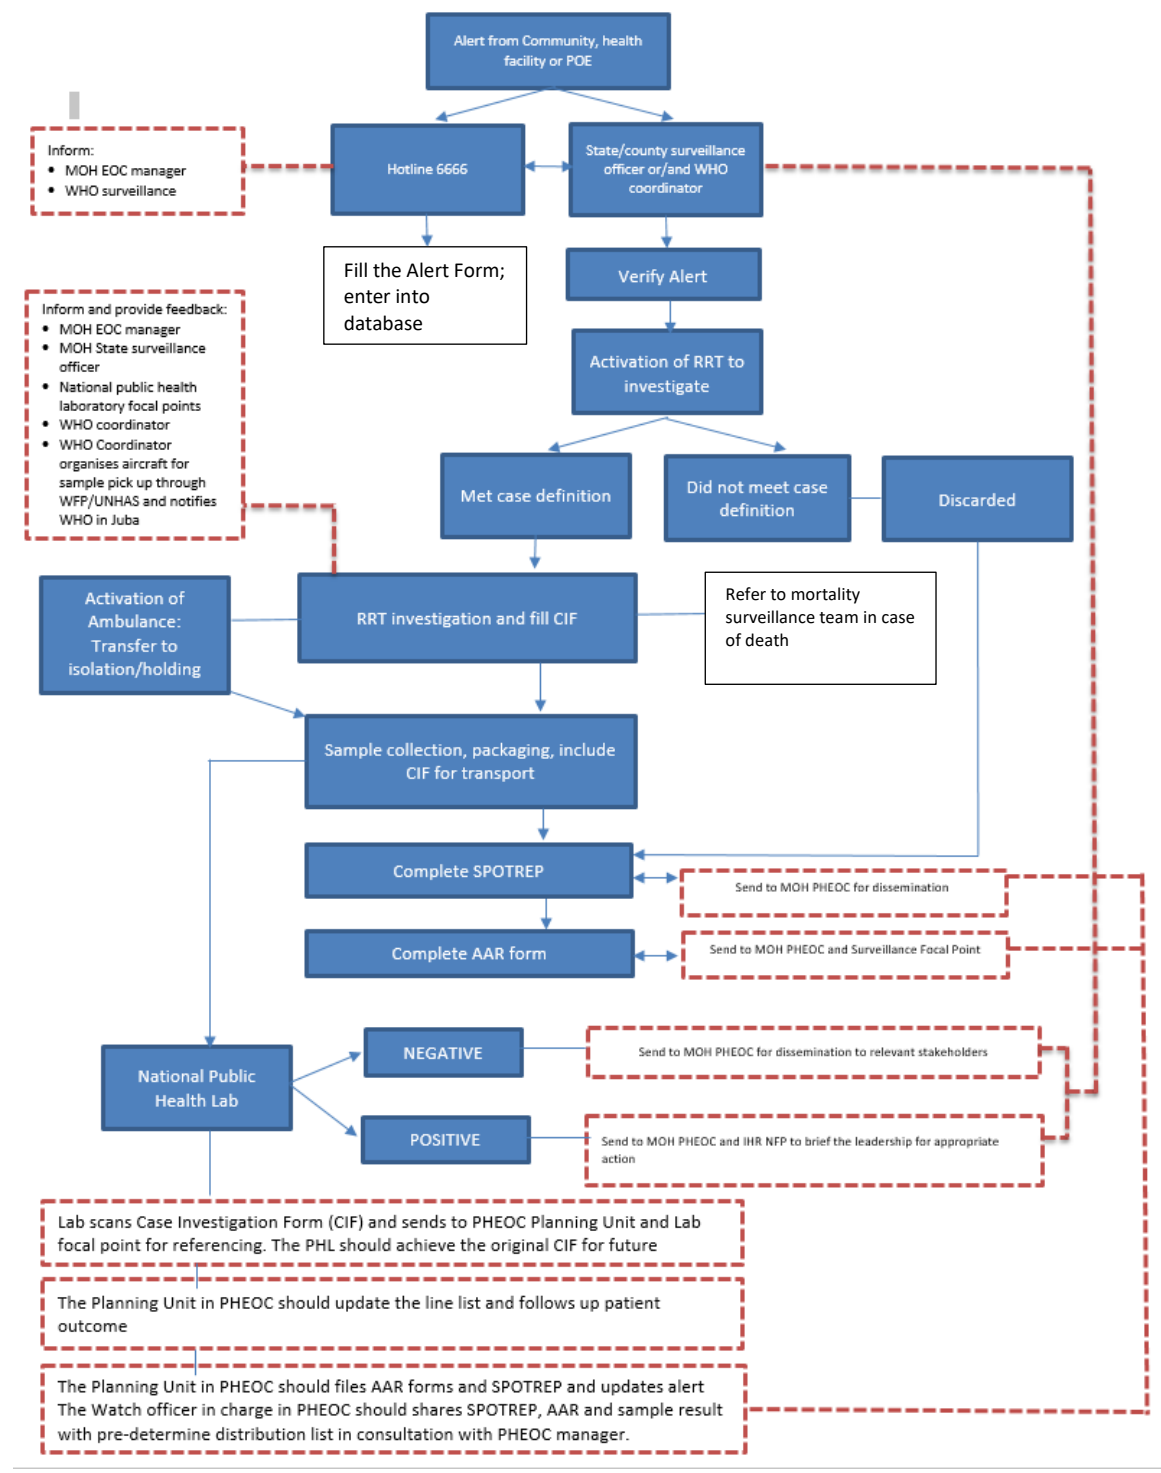 Alert from Community, health
facility or POE
Inform:
• MOH EOC manager
• WHO surveillance
Hotline 6666
State/county surveillance
officer or/and WHO
coordinator
Fill the Alert Form;
enter into
database
Verify Alert
Inform and provide feedback:
• MOH EOC manager
• MOH State surveillance
officer
• National public health
laboratory focal points
• WHO coordinator
• WHO Coordinator
organises aircraft for
sample pick up through
WFP/UNHAS and notifies
WHO in Juba
Activation of RRT to
investigate
Met case definition
Did not meet case
definition
Discarded
Activation of
Ambulance:
Transfer to
isolation/holding
RRT investigation and fill CIF
Refer to mortality
surveillance team in case
of death
Sample collection, packaging, include
CIF for transport
Complete SPOTREP
Send to MOH PHEOC for dissemination
Complete AAR form
Send to MOH PHEOC and Surveillance Focal Point
National Public
Health Lab
NEGATIVE
Send to MOH PHEOC for dissemination to relevant stakeholders
POSITIVE
Send to MOH PHEOC and IHR NFP to brief the leadership for appropriate
action
Lab scans Case Investigation Form (CIF) and sends to PHEOC Planning Unit and Lab
focal point for referencing. The PHL should achieve the original CIF for future
The Planning Unit in PHEOC should update the line list and follows up patient
outcome
The Planning Unit in PHEOC should files AAR forms and SPOTREP and updates alert
The Watch officer in charge in PHEOC should shares SPOTREP, AAR and sample result
with pre-determine distribution list in consultation with PHEOC manager.